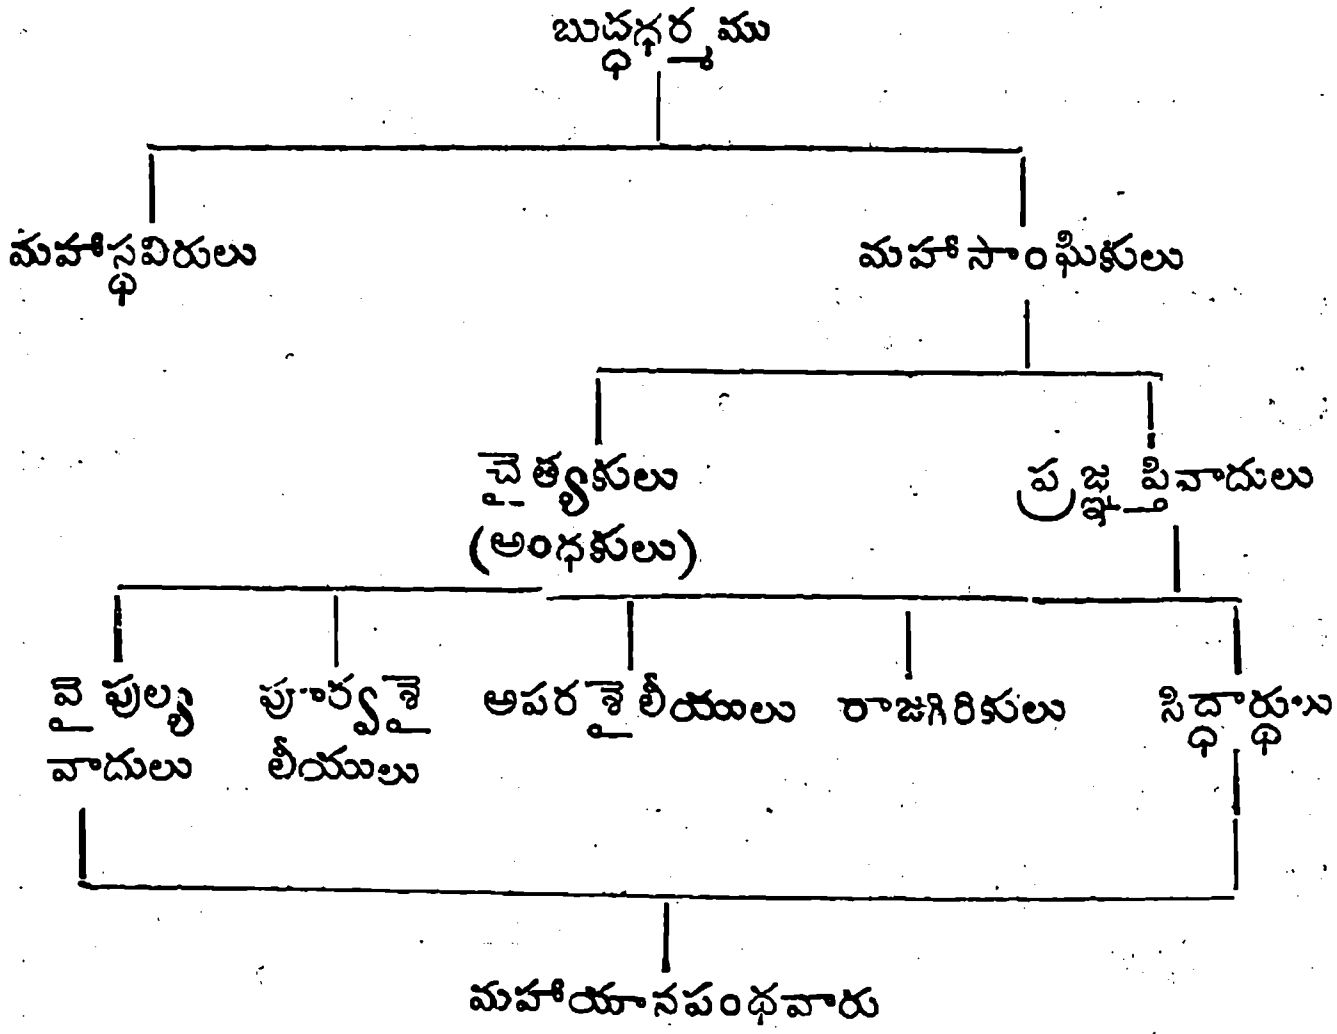 బుద్ధధర్మము
మహాస్థవిరులు మహాసాంఘికులు
చైత్యకులు ప్రజ్ఞప్తివాదులు
(అంధకులు)
వైపుల్య పూర్వశై అపరశైలీయులు రాజగిరికులు సిద్ధార్థులు
వాదులు లీయులు
మహాయానపంథవారు